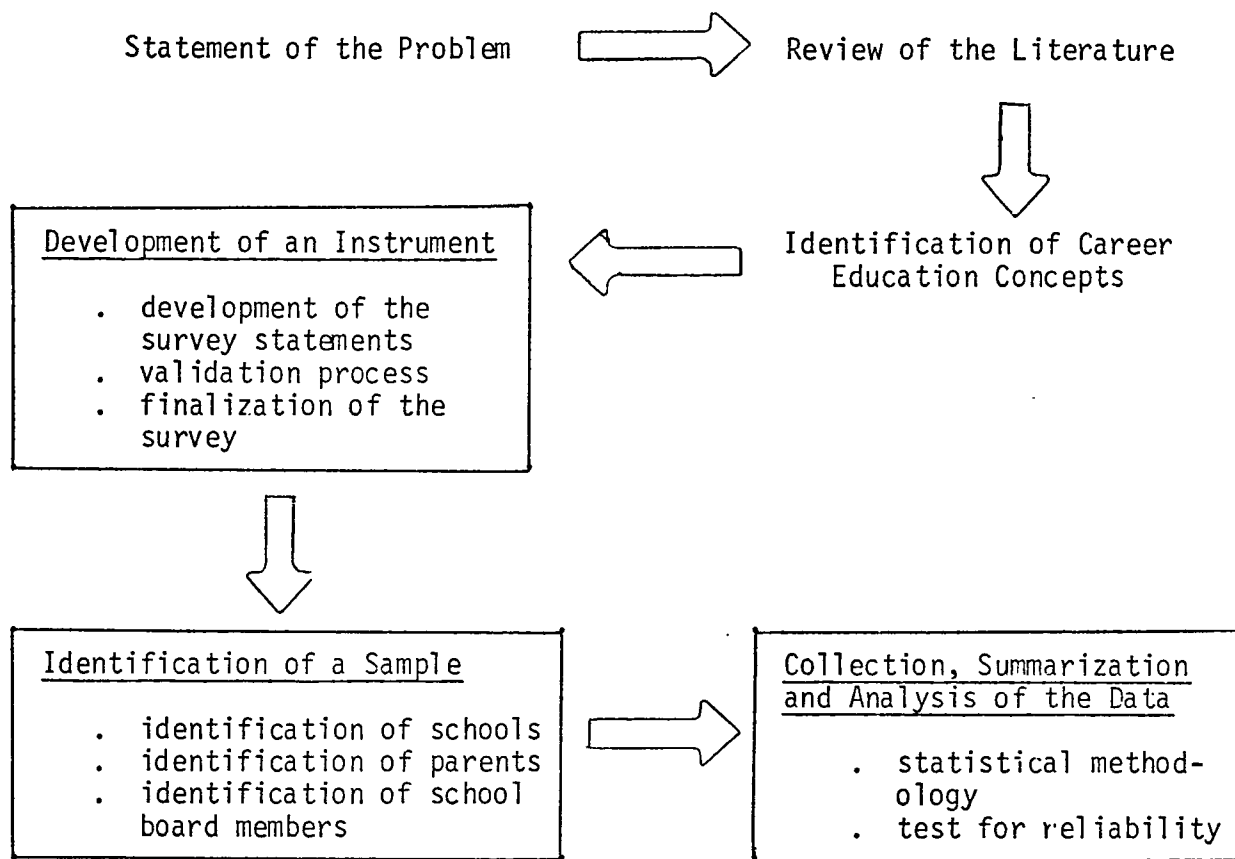 Statement of the Problem
Review of the Literature
Identification of Career
Education Concepts
Development of an Instrument
. development of the
survey statements
. validation process
. finalization of the
survey
Identification of a Sample
. identification of schools
. identification of parents
. identification of school
board members
Collection, Summarization
and Analysis of the Data
. statistical method-
ology
. test for reliability